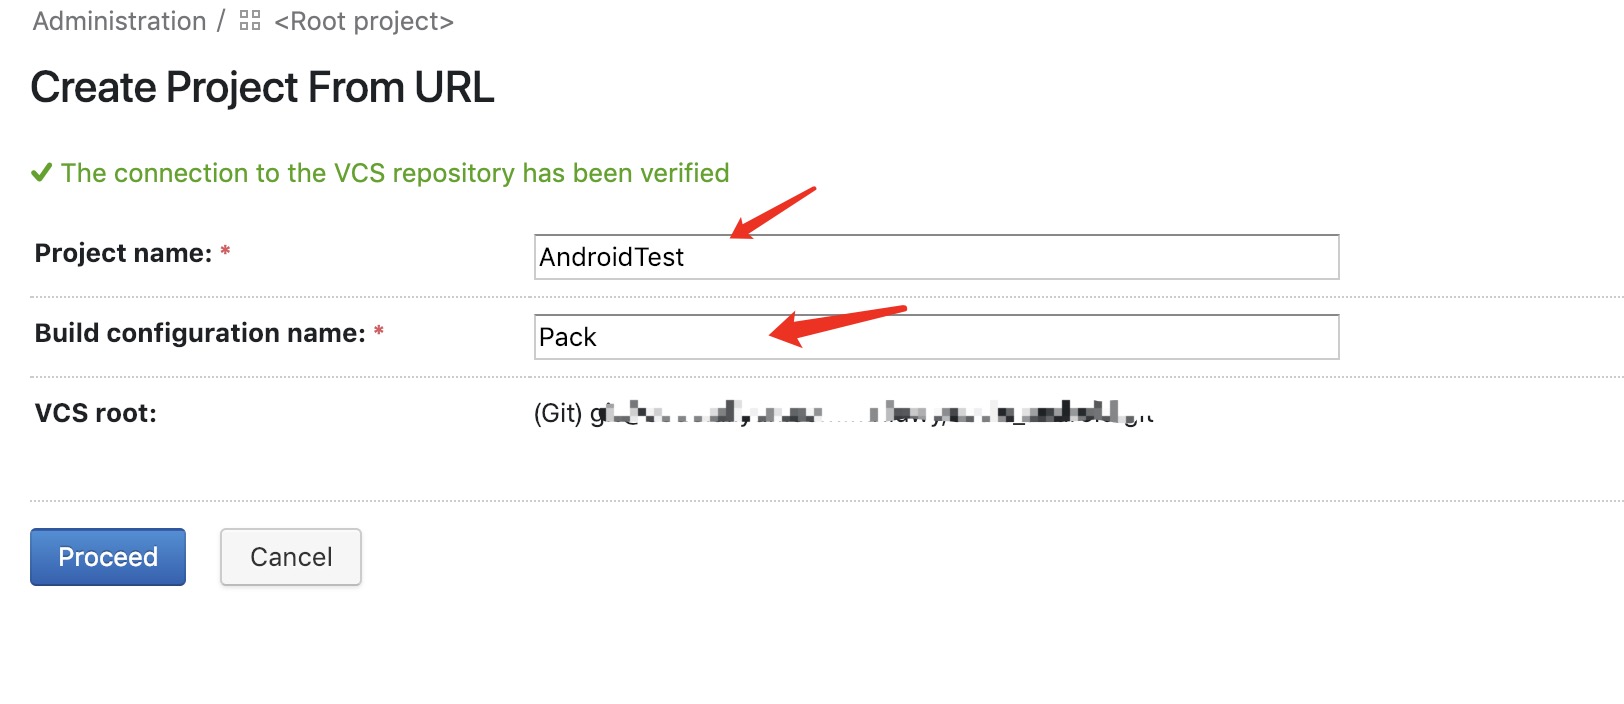 Administration / <Root project>
Create Project From URL
The connection to the VCS repository has been verified
Project name: *
AndroidTest
Build configuration name: *
Pack
VCS root:
(Git)
Proceed
Cancel